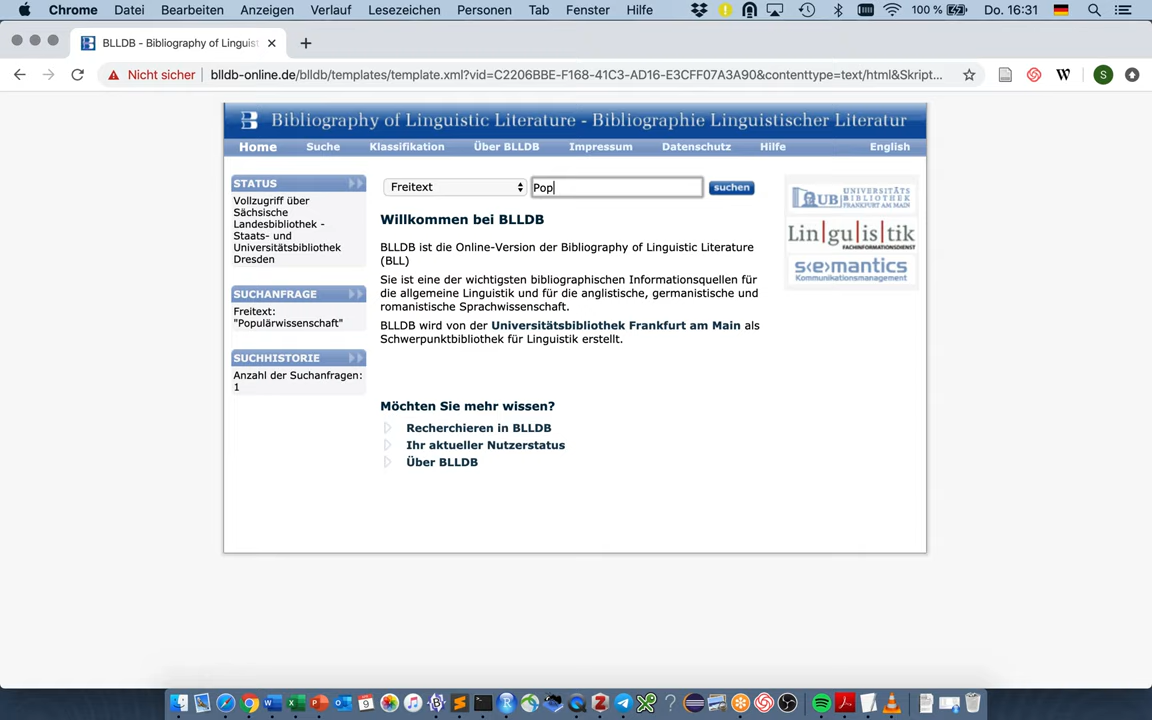 Chrome Datei Bearbeiten Anzeigen Verlauf Lesezeichen Personen Tab Fenster Hilfe 100 % Do. 16:31
BLLDB - Bibliography of Linguist
Nicht sicher blldb-online.de/blldb/templates/template.xml?vid=C2206BBE-F168-41C3-AD16-E3CFF07A3A90&contenttype=text/html&Skript... W S
Bibliography of Linguistic Literature - Bibliographie Linguistischer Literatur
Home Suche Klassifikation Über BLLDB Impressum Datenschutz Hilfe English
STATUS
Vollzugriff über
Sächsische
Landesbibliothek -
Staats- und
Universitätsbibliothek
Dresden
SUCHANFRAGE
Freitext:
"Populärwissenschaft"
SUCHHISTORIE
Anzahl der Suchanfragen:
1
Freitext Pop suchen
Willkommen bei BLLDB
BLLDB ist die Online-Version der Bibliography of Linguistic Literature
(BLL)
Sie ist eine der wichtigsten bibliographischen Informationsquellen für
die allgemeine Linguistik und für die anglistische, germanistische und
romanistische Sprachwissenschaft.
BLLDB wird von der Universitätsbibliothek Frankfurt am Main als
Schwerpunktbibliothek für Linguistik erstellt.
Möchten Sie mehr wissen?
Recherchieren in BLLDB
Ihr aktueller Nutzerstatus
Über BLLDB
UB UNIVERSITÄTS
BIBLIOTHEK
FRANKFURT AM MAIN
Lin|gu|is|tik
FACHINFORMATIONSDIENST
s‹e›mantics
Kommunikationsmanagement